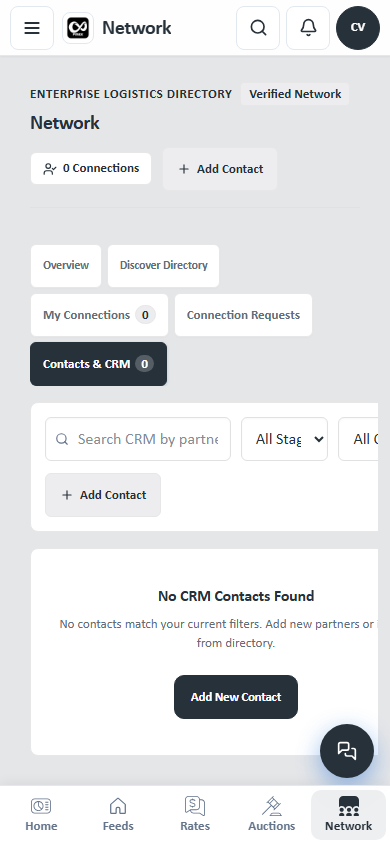 Network
CV
ENTERPRISE LOGISTICS DIRECTORY Verified Network
Network
0 Connections
Add Contact
Overview
Discover Directory
My Connections 0
Connection Requests
Contacts & CRM 0
Search CRM by partne
All Stag
All
Add Contact
No CRM Contacts Found
No contacts match your current filters. Add new partners or
from directory.
Add New Contact
Home
Feeds
Rates
Auctions
Network